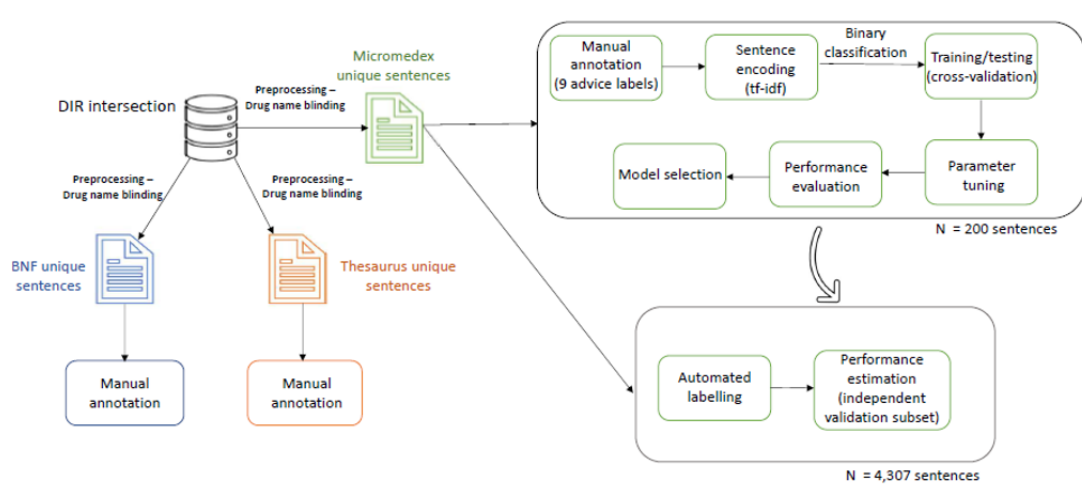 DIR intersection
Preprocessing –
Drug name blinding
Micromedex
unique sentences
Preprocessing –
Drug name blinding
Preprocessing –
Drug name blinding
BNF unique
sentences
Thesaurus unique
sentences
Manual
annotation
Manual
annotation
Manual
annotation
(9 advice labels)
Sentence
encoding
(tf-idf)
Binary
classification
Training/testing
(cross-validation)
Model selection
Performance
evaluation
Parameter
tuning
N = 200 sentences
Automated
labelling
Performance
estimation
(independent
validation subset)
N = 4,307 sentences